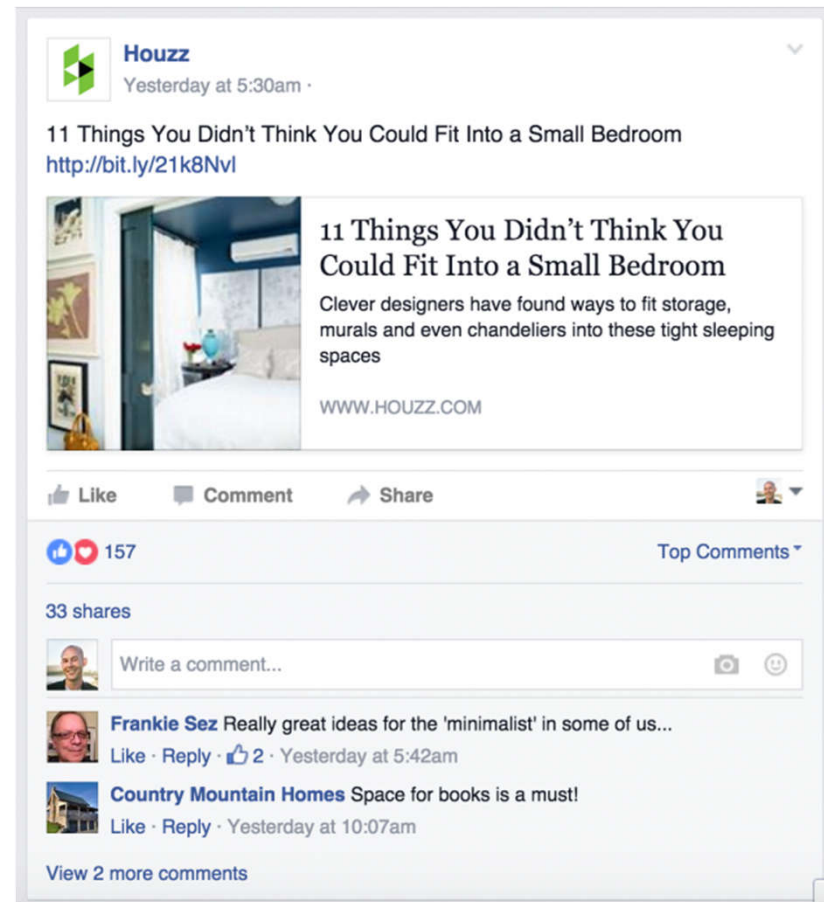 Houzz
Yesterday at 5:30am ·
11 Things You Didn't Think You Could Fit Into a Small Bedroom
http://bit.ly/21k8Nvl
11 Things You Didn't Think You
Could Fit Into a Small Bedroom
Clever designers have found ways to fit storage,
murals and even chandeliers into these tight sleeping
spaces
WWW.HOUZZ.COM
Like Comment Share
157 Top Comments
33 shares
Write a comment...
Frankie Sez Really great ideas for the 'minimalist' in some of us...
Like · Reply · 2 · Yesterday at 5:42am
Country Mountain Homes Space for books is a must!
Like · Reply · Yesterday at 10:07am
View 2 more comments